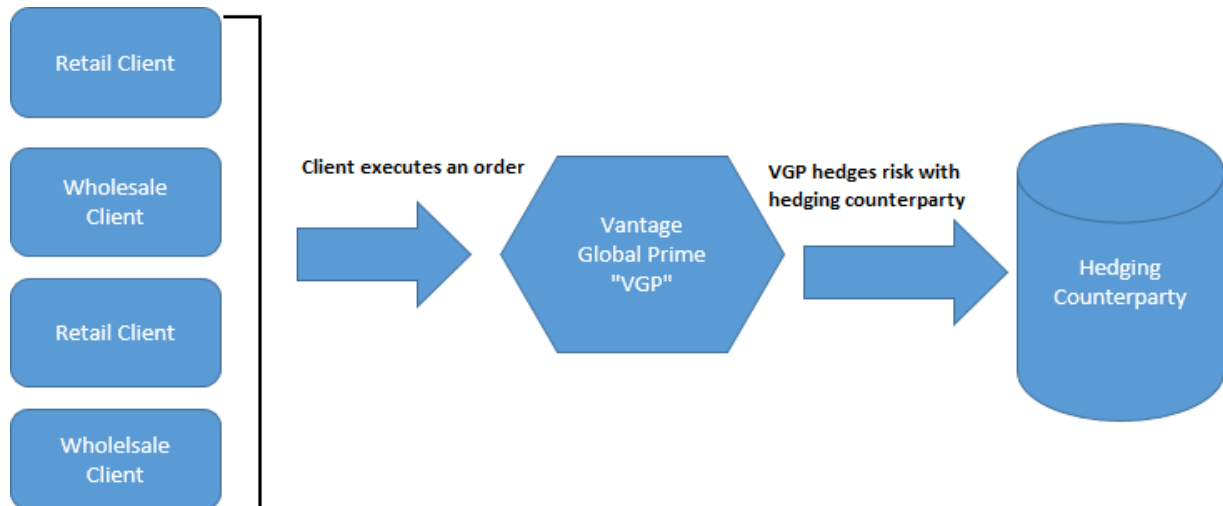 Retail Client
Wholesale
Client
Retail Client
Wholelsale
Client
Client executes an order
Vantage
Global Prime
"VGP"
VGP hedges risk with
hedging counterparty
Hedging
Counterparty